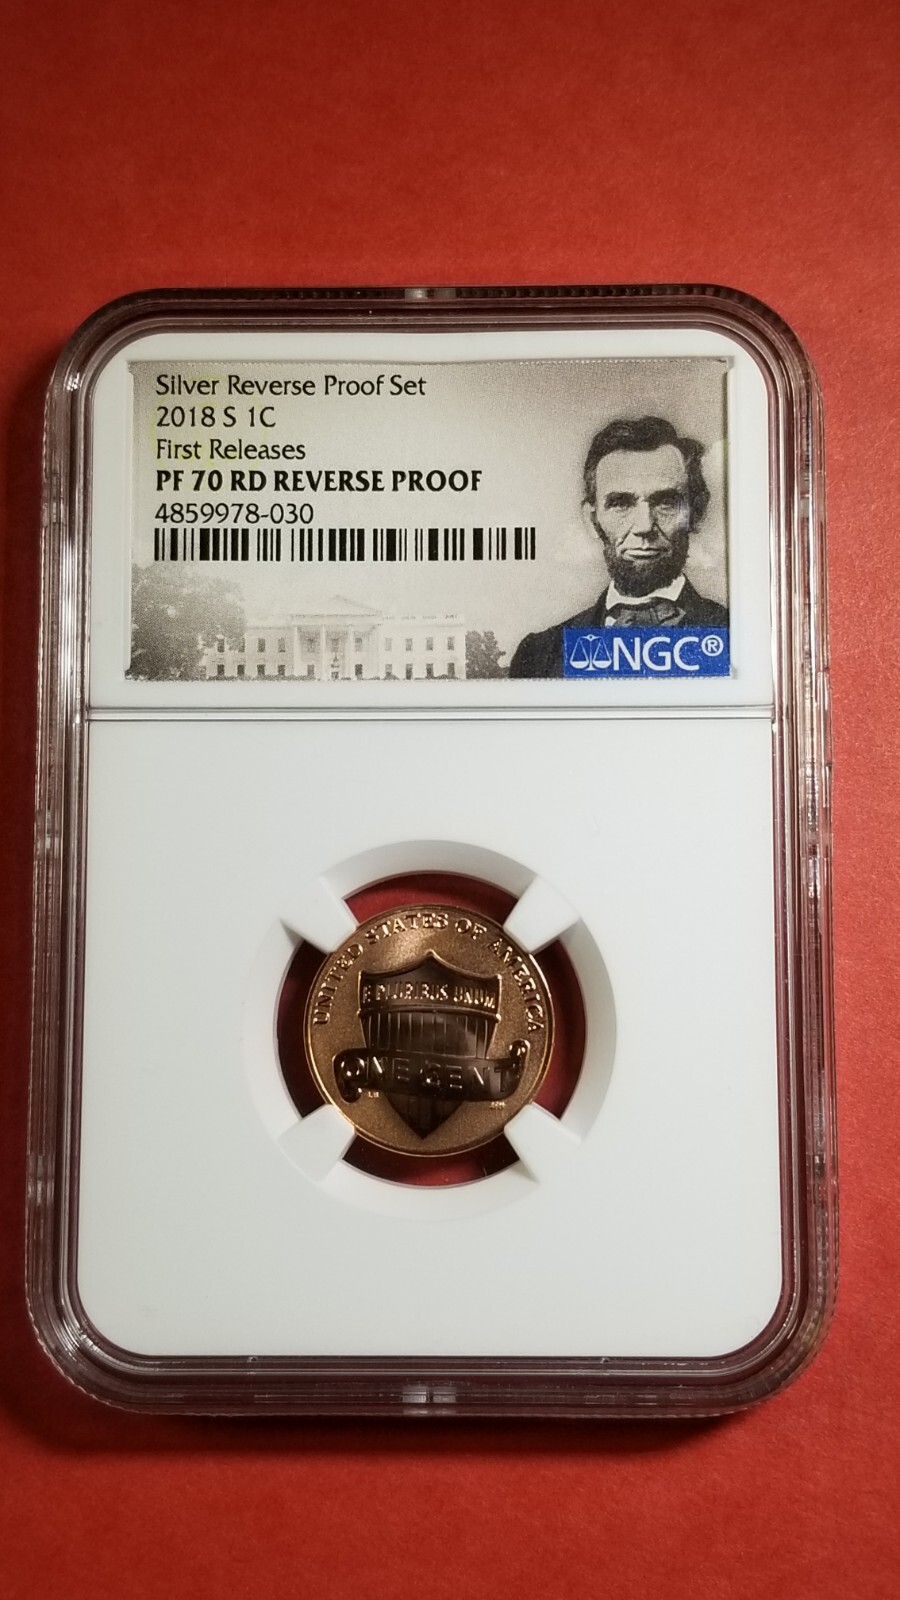 Silver Reverse Proof Set
2018 S 1C
First Releases
PF 70 RD REVERSE PROOF
4859978-030
NGC®
UNITED STATES OF AMERICA
E PLURIBUS UNUM
ONE CENT